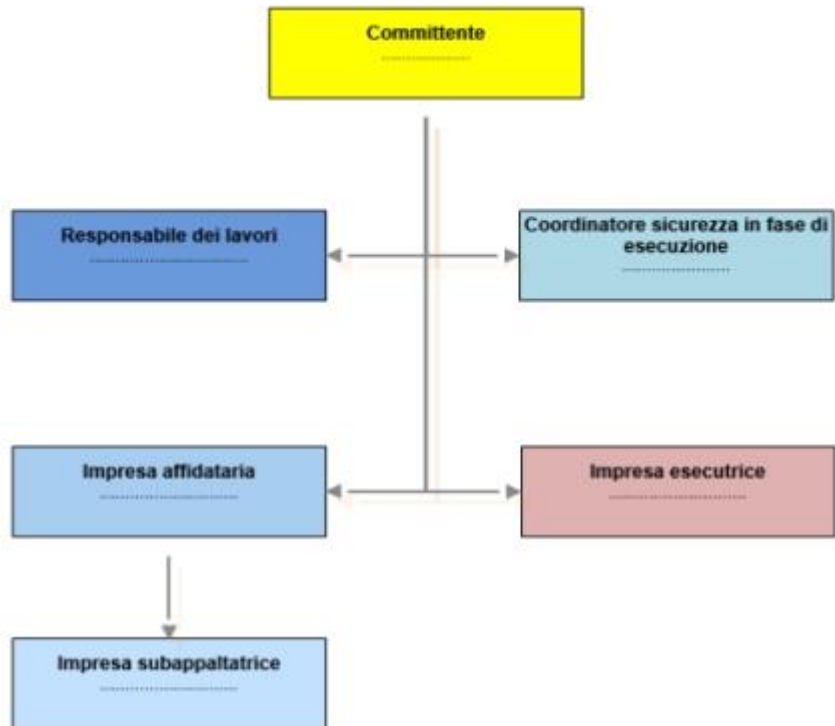 Committente
....................
Responsabile dei lavori
....................................
Coordinatore sicurezza in fase di
esecuzione
.........................
Impresa affidataria
................................
Impresa esecutrice
................................
Impresa subappaltatrice
................................